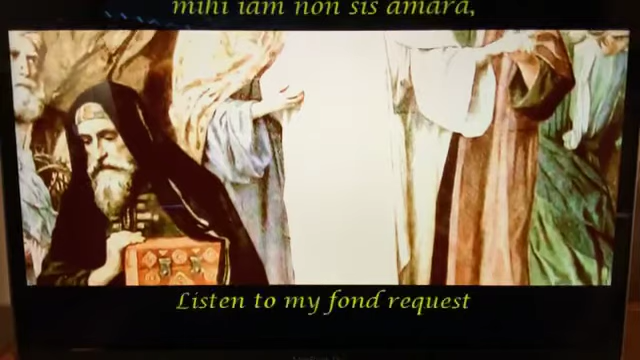 mihi iam non sis amara,
Listen to my fond request